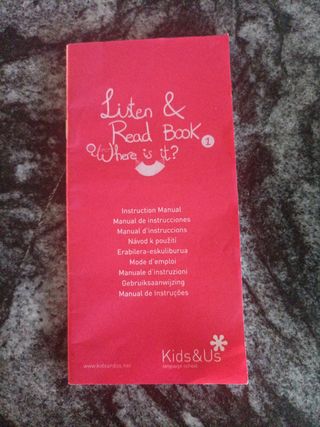 Listen &
Read Book
Where is it?
1
Instruction Manual
Manual de instrucciones
Manual d'instruccions
Návod k použití
Erabilera-eskuliburua
Mode d'emploi
Manuale d'instruzioni
Gebruiksaanwijzing
Manual de instruções
Kids&Us
language school
www.kidsandus.net